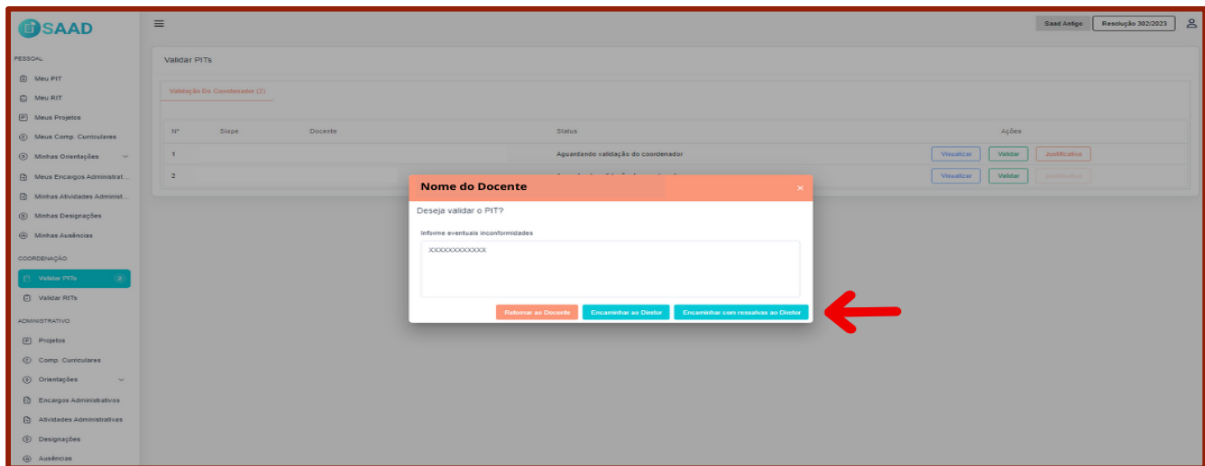 SAAD
Saad Antigo
Resolução 302/2023
PESSOAL
Meu PIT
Meu RIT
Meus Projetos
Meus Comp. Curriculares
Minhas Orientações
Meus Encargos Administrat...
Minhas Atividades Administ...
Minhas Designações
Minhas Ausências
COORDENAÇÃO
Validar PITs 2
Validar RITs
ADMINISTRATIVO
Projetos
Comp. Curriculares
Orientações
Encargos Administrativos
Atividades Administrativas
Designações
Ausências
Validar PITs
Validação Do Coordenador (2)
Nº Siape Docente Status Ações
1 Aguardando validação do coordenador Visualizar Validar Justificativa
2 Visualizar Validar Justificativa
Nome do Docente ×
Deseja validar o PIT?
Informe eventuais inconformidades
XXXXXXXXXXXX
Retornar ao Docente Encaminhar ao Diretor Encaminhar com ressalvas ao Diretor